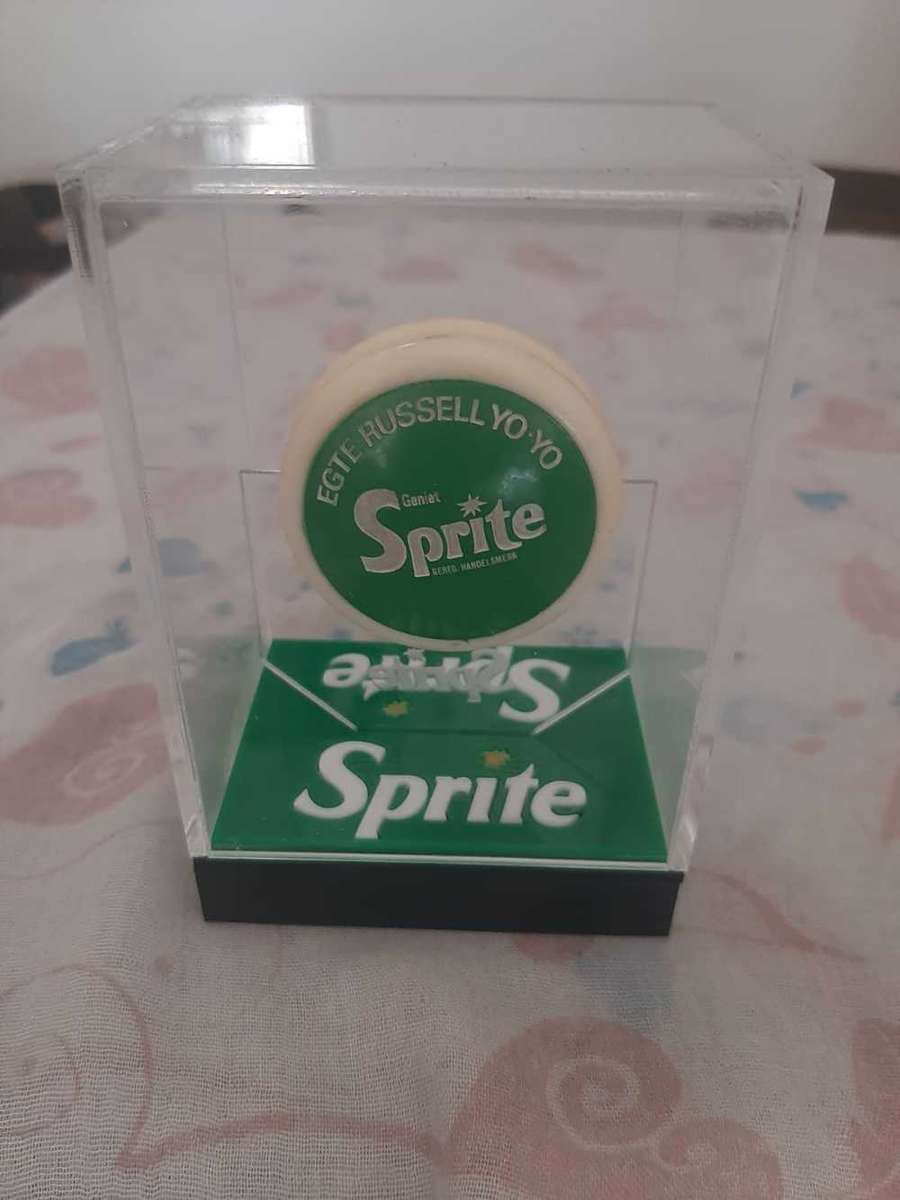 EGTE RUSSELL YO-YO
Geniet
Sprite
GEREG. HANDELSMERK
Sprite
Sprite